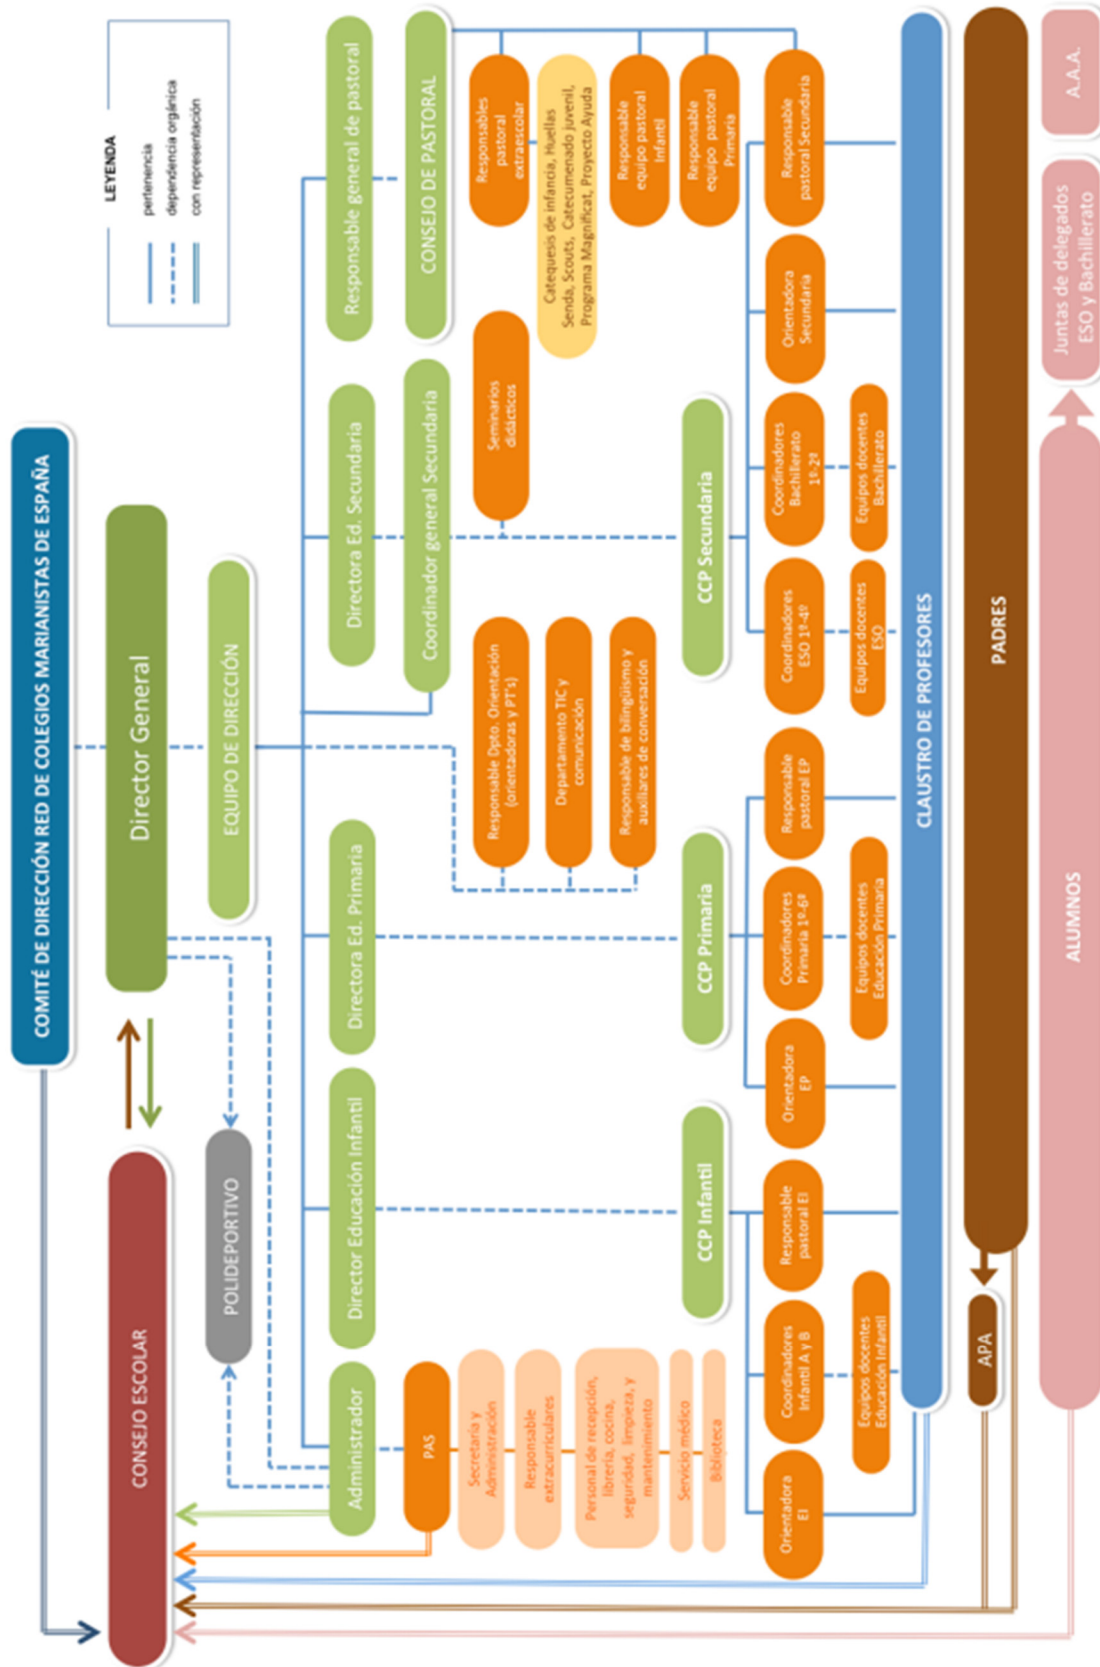 COMITÉ DE DIRECCIÓN RED DE COLEGIOS MARIANISTAS DE ESPAÑA
LEYENDA
pertenencia
dependencia orgánica
con representación
CONSEJO ESCOLAR
Director General
POLIDEPORTIVO
EQUIPO DE DIRECCIÓN
Administrador
Director Educación Infantil
Directora Ed. Primaria
Directora Ed. Secundaria
Responsable general de pastoral
Coordinador general Secundaria
CONSEJO DE PASTORAL
PAS
Secretaría y
Administración
Responsable
extracurriculares
Personal de recepción,
librería, cocina,
seguridad, limpieza, y
mantenimiento
Servicio médico
Biblioteca
Responsable Dpto. Orientación
(orientadoras y PT's)
Departamento TIC y
comunicación
Responsable de bilingüismo y
auxiliares de conversación
Seminarios
didácticos
Responsables
pastoral
extraescolar
Catequesis de infancia, Huellas
Senda, Scouts, Catecumenado juvenil,
Programa Magnificat, Proyecto Ayuda
Responsable
equipo pastoral
Infantil
Responsable
equipo pastoral
Primaria
CCP Infantil
CCP Primaria
CCP Secundaria
Orientadora
EI
Coordinadores
Infantil A y B
Responsable
pastoral EI
Orientadora
EP
Coordinadores
Primaria 1º-6º
Responsable
pastoral EP
Coordinadores
ESO 1º-4º
Coordinadores
Bachillerato
1º-2º
Orientadora
Secundaria
Responsable
pastoral Secundaria
Equipos docentes
Educación Infantil
Equipos docentes
Educación Primaria
Equipos docentes
ESO
Equipos docentes
Bachillerato
CLAUSTRO DE PROFESORES
APA
PADRES
ALUMNOS
Juntas de delegados
ESO y Bachillerato
A.A.A.